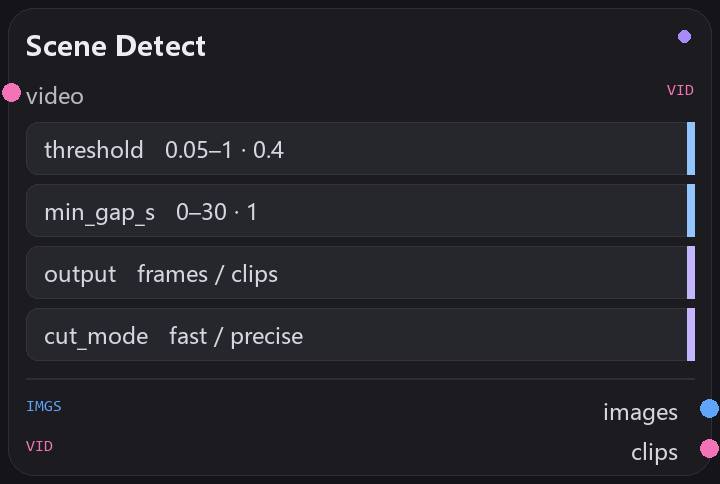 Scene Detect
video VID
threshold 0.05–1 · 0.4
min_gap_s 0–30 · 1
output frames / clips
cut_mode fast / precise
IMGS images
VID clips